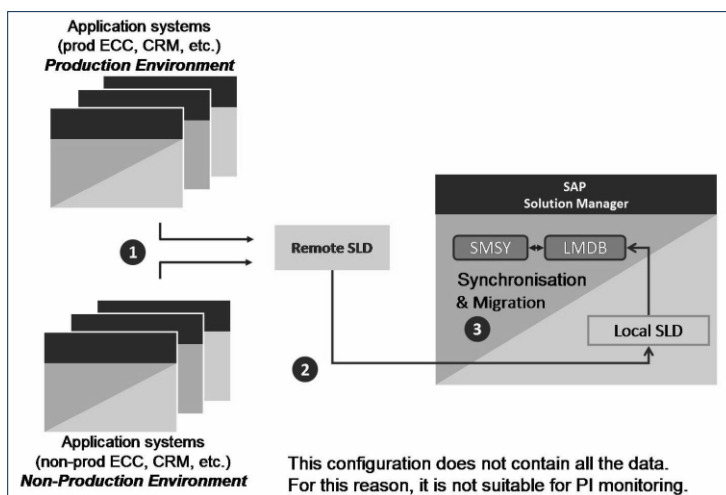 Application systems
(prod ECC, CRM, etc.)
Production Environment
SAP
Solution Manager
1
Remote SLD
SMSY
LMDB
Synchronisation
& Migration
3
Local SLD
2
Application systems
(non-prod ECC, CRM, etc.)
Non-Production Environment
This configuration does not contain all the data.
For this reason, it is not suitable for PI monitoring.